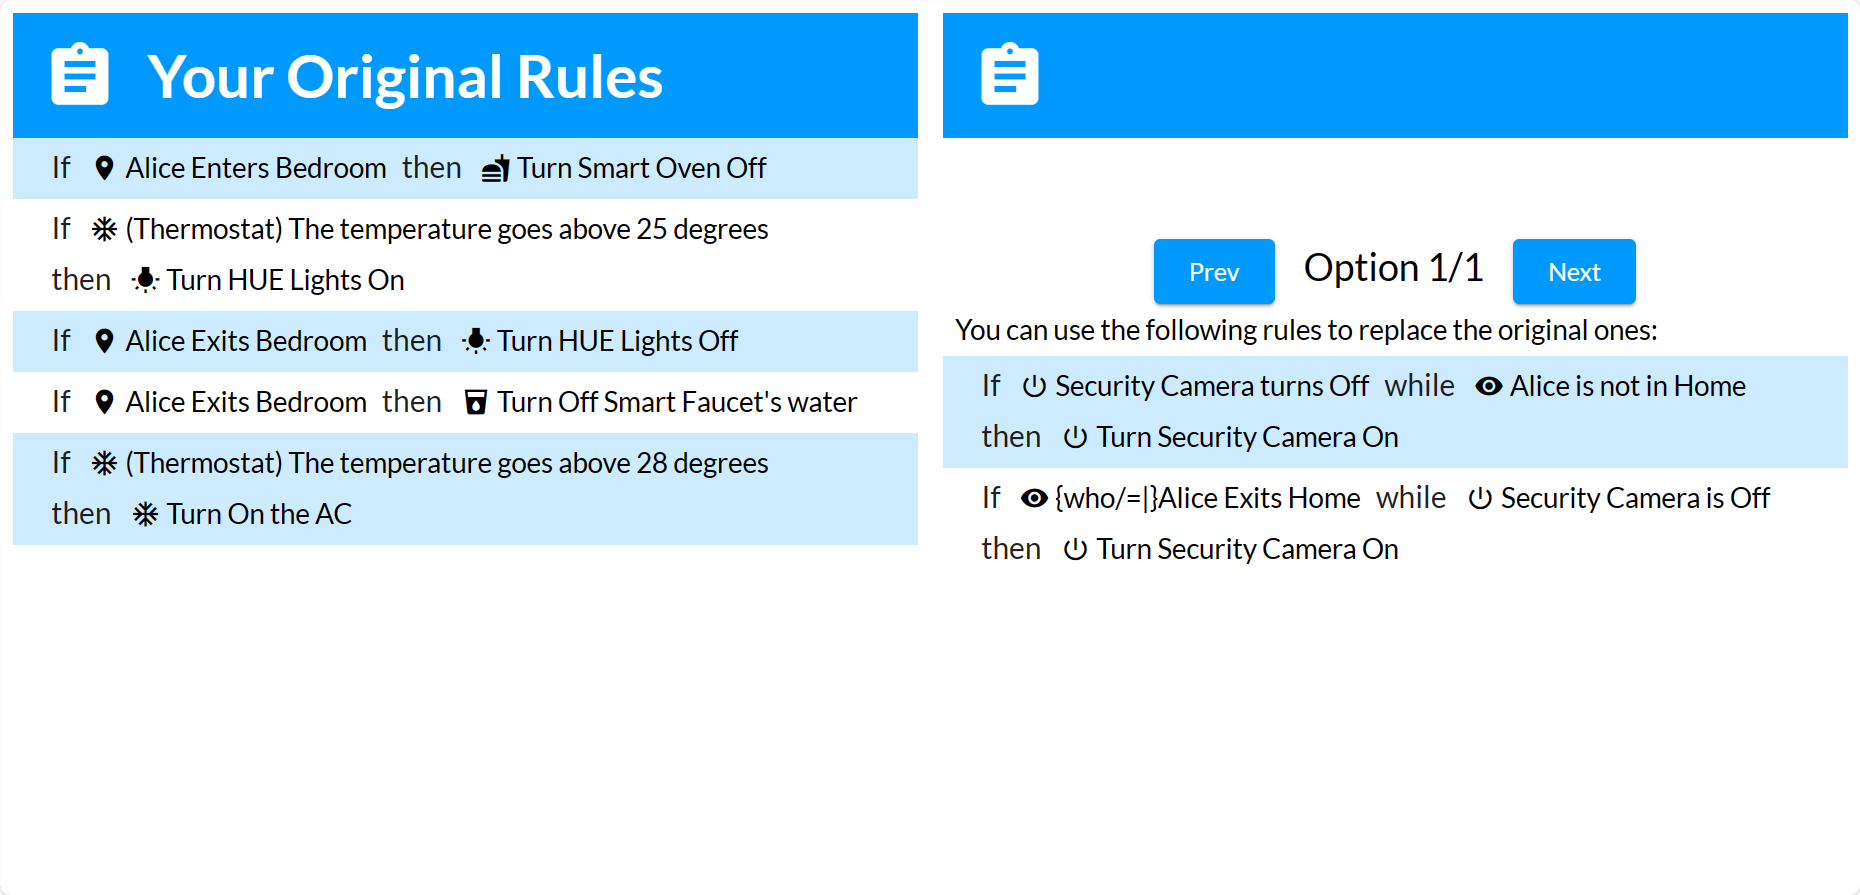 Your Original Rules
If Alice Enters Bedroom then Turn Smart Oven Off
If (Thermostat) The temperature goes above 25 degrees
then Turn HUE Lights On
If Alice Exits Bedroom then Turn HUE Lights Off
If Alice Exits Bedroom then Turn Off Smart Faucet's water
If (Thermostat) The temperature goes above 28 degrees
then Turn On the AC
Prev Option 1/1 Next
You can use the following rules to replace the original ones:
If Security Camera turns Off while Alice is not in Home
then Turn Security Camera On
If {who/=|}Alice Exits Home while Security Camera is Off
then Turn Security Camera On